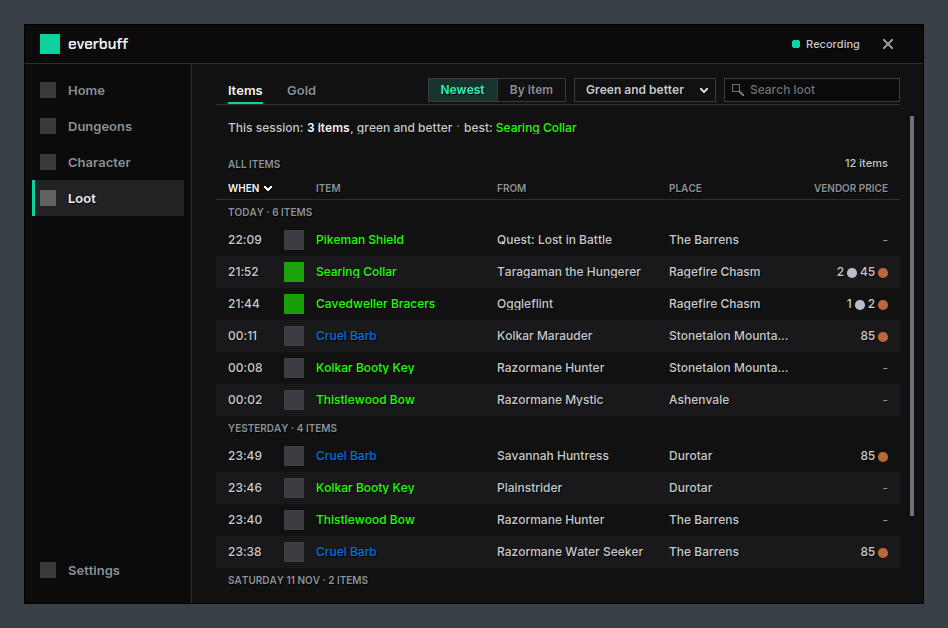 everbuff
Recording
Home
Dungeons
Character
Loot
Settings
Items Gold Newest By item Green and better Search loot
This session: 3 items, green and better · best: Searing Collar
ALL ITEMS 12 items
WHEN ITEM FROM PLACE VENDOR PRICE
TODAY · 6 ITEMS
22:09 Pikeman Shield Quest: Lost in Battle The Barrens -
21:52 Searing Collar Taragaman the Hungerer Ragefire Chasm 2 45
21:44 Cavedweller Bracers Oggleflint Ragefire Chasm 1 2
00:11 Cruel Barb Kolkar Marauder Stonetalon Mounta... 85
00:08 Kolkar Booty Key Razormane Hunter Stonetalon Mounta... -
00:02 Thistlewood Bow Razormane Mystic Ashenvale -
YESTERDAY · 4 ITEMS
23:49 Cruel Barb Savannah Huntress Durotar 85
23:46 Kolkar Booty Key Plainstrider Durotar -
23:40 Thistlewood Bow Razormane Hunter The Barrens -
23:38 Cruel Barb Razormane Water Seeker The Barrens 85
SATURDAY 11 NOV · 2 ITEMS